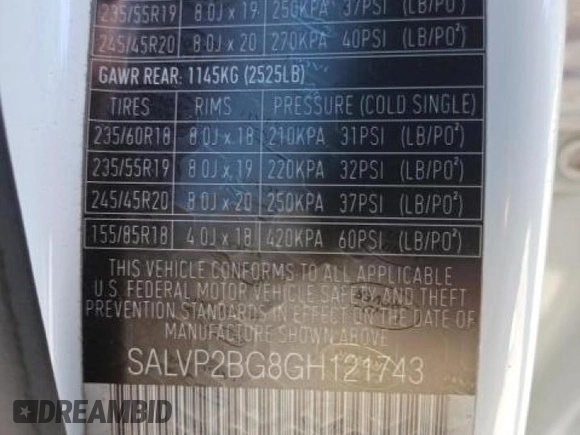 235/55R19 8.0J x 19 250KPA 37PSI (LB/PO²)
245/45R20 8.0J x 20 270KPA 40PSI (LB/PO²)
GAWR REAR: 1145KG (2525LB)
TIRES RIMS PRESSURE (COLD SINGLE)
235/60R18 8.0J x 18 210KPA 31PSI (LB/PO²)
235/55R19 8.0J x 19 220KPA 32PSI (LB/PO²)
245/45R20 8.0J x 20 250KPA 37PSI (LB/PO²)
155/85R18 4.0J x 18 420KPA 60PSI (LB/PO²)
THIS VEHICLE CONFORMS TO ALL APPLICABLE
U.S. FEDERAL MOTOR VEHICLE SAFETY AND THEFT
PREVENTION STANDARDS IN EFFECT ON THE DATE OF
MANUFACTURE SHOWN ABOVE
SALVP2BG8GH121743
DREAMBID